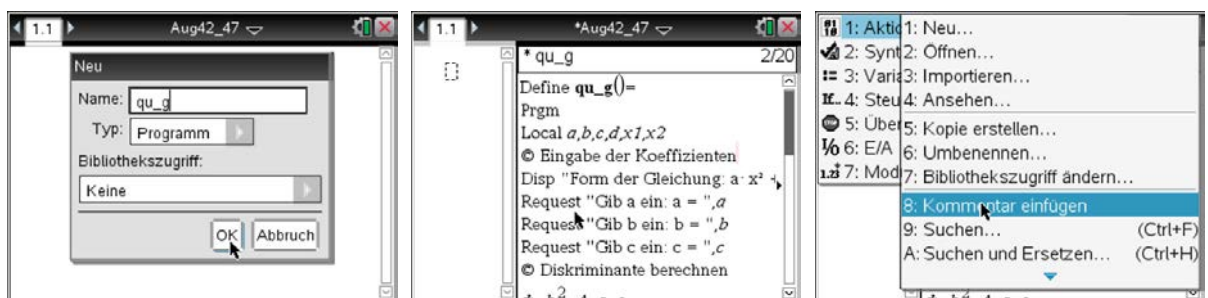 1.1
Aug42_47
Neu
Name: qu_g
Typ: Programm
Bibliothekszugriff:
Keine
OK Abbruch
1.1
*Aug42_47
* qu_g 2/20
Define qu_g()=
Prgm
Local a,b,c,d,x1,x2
© Eingabe der Koeffizienten
Disp "Form der Gleichung: a· x² +
Request "Gib a ein: a = ",a
Request "Gib b ein: b = ",b
Request "Gib c ein: c = ",c
© Diskriminante berechnen
1: Aktio
2: Synt
3: Varia
If.. 4: Steu
5: Über
6: E/A
7: Mod
1: Neu...
2: Öffnen...
3: Importieren...
4: Ansehen...
5: Kopie erstellen...
6: Umbenennen...
7: Bibliothekszugriff ändern...
8: Kommentar einfügen
9: Suchen... (Ctrl+F)
A: Suchen und Ersetzen... (Ctrl+H)